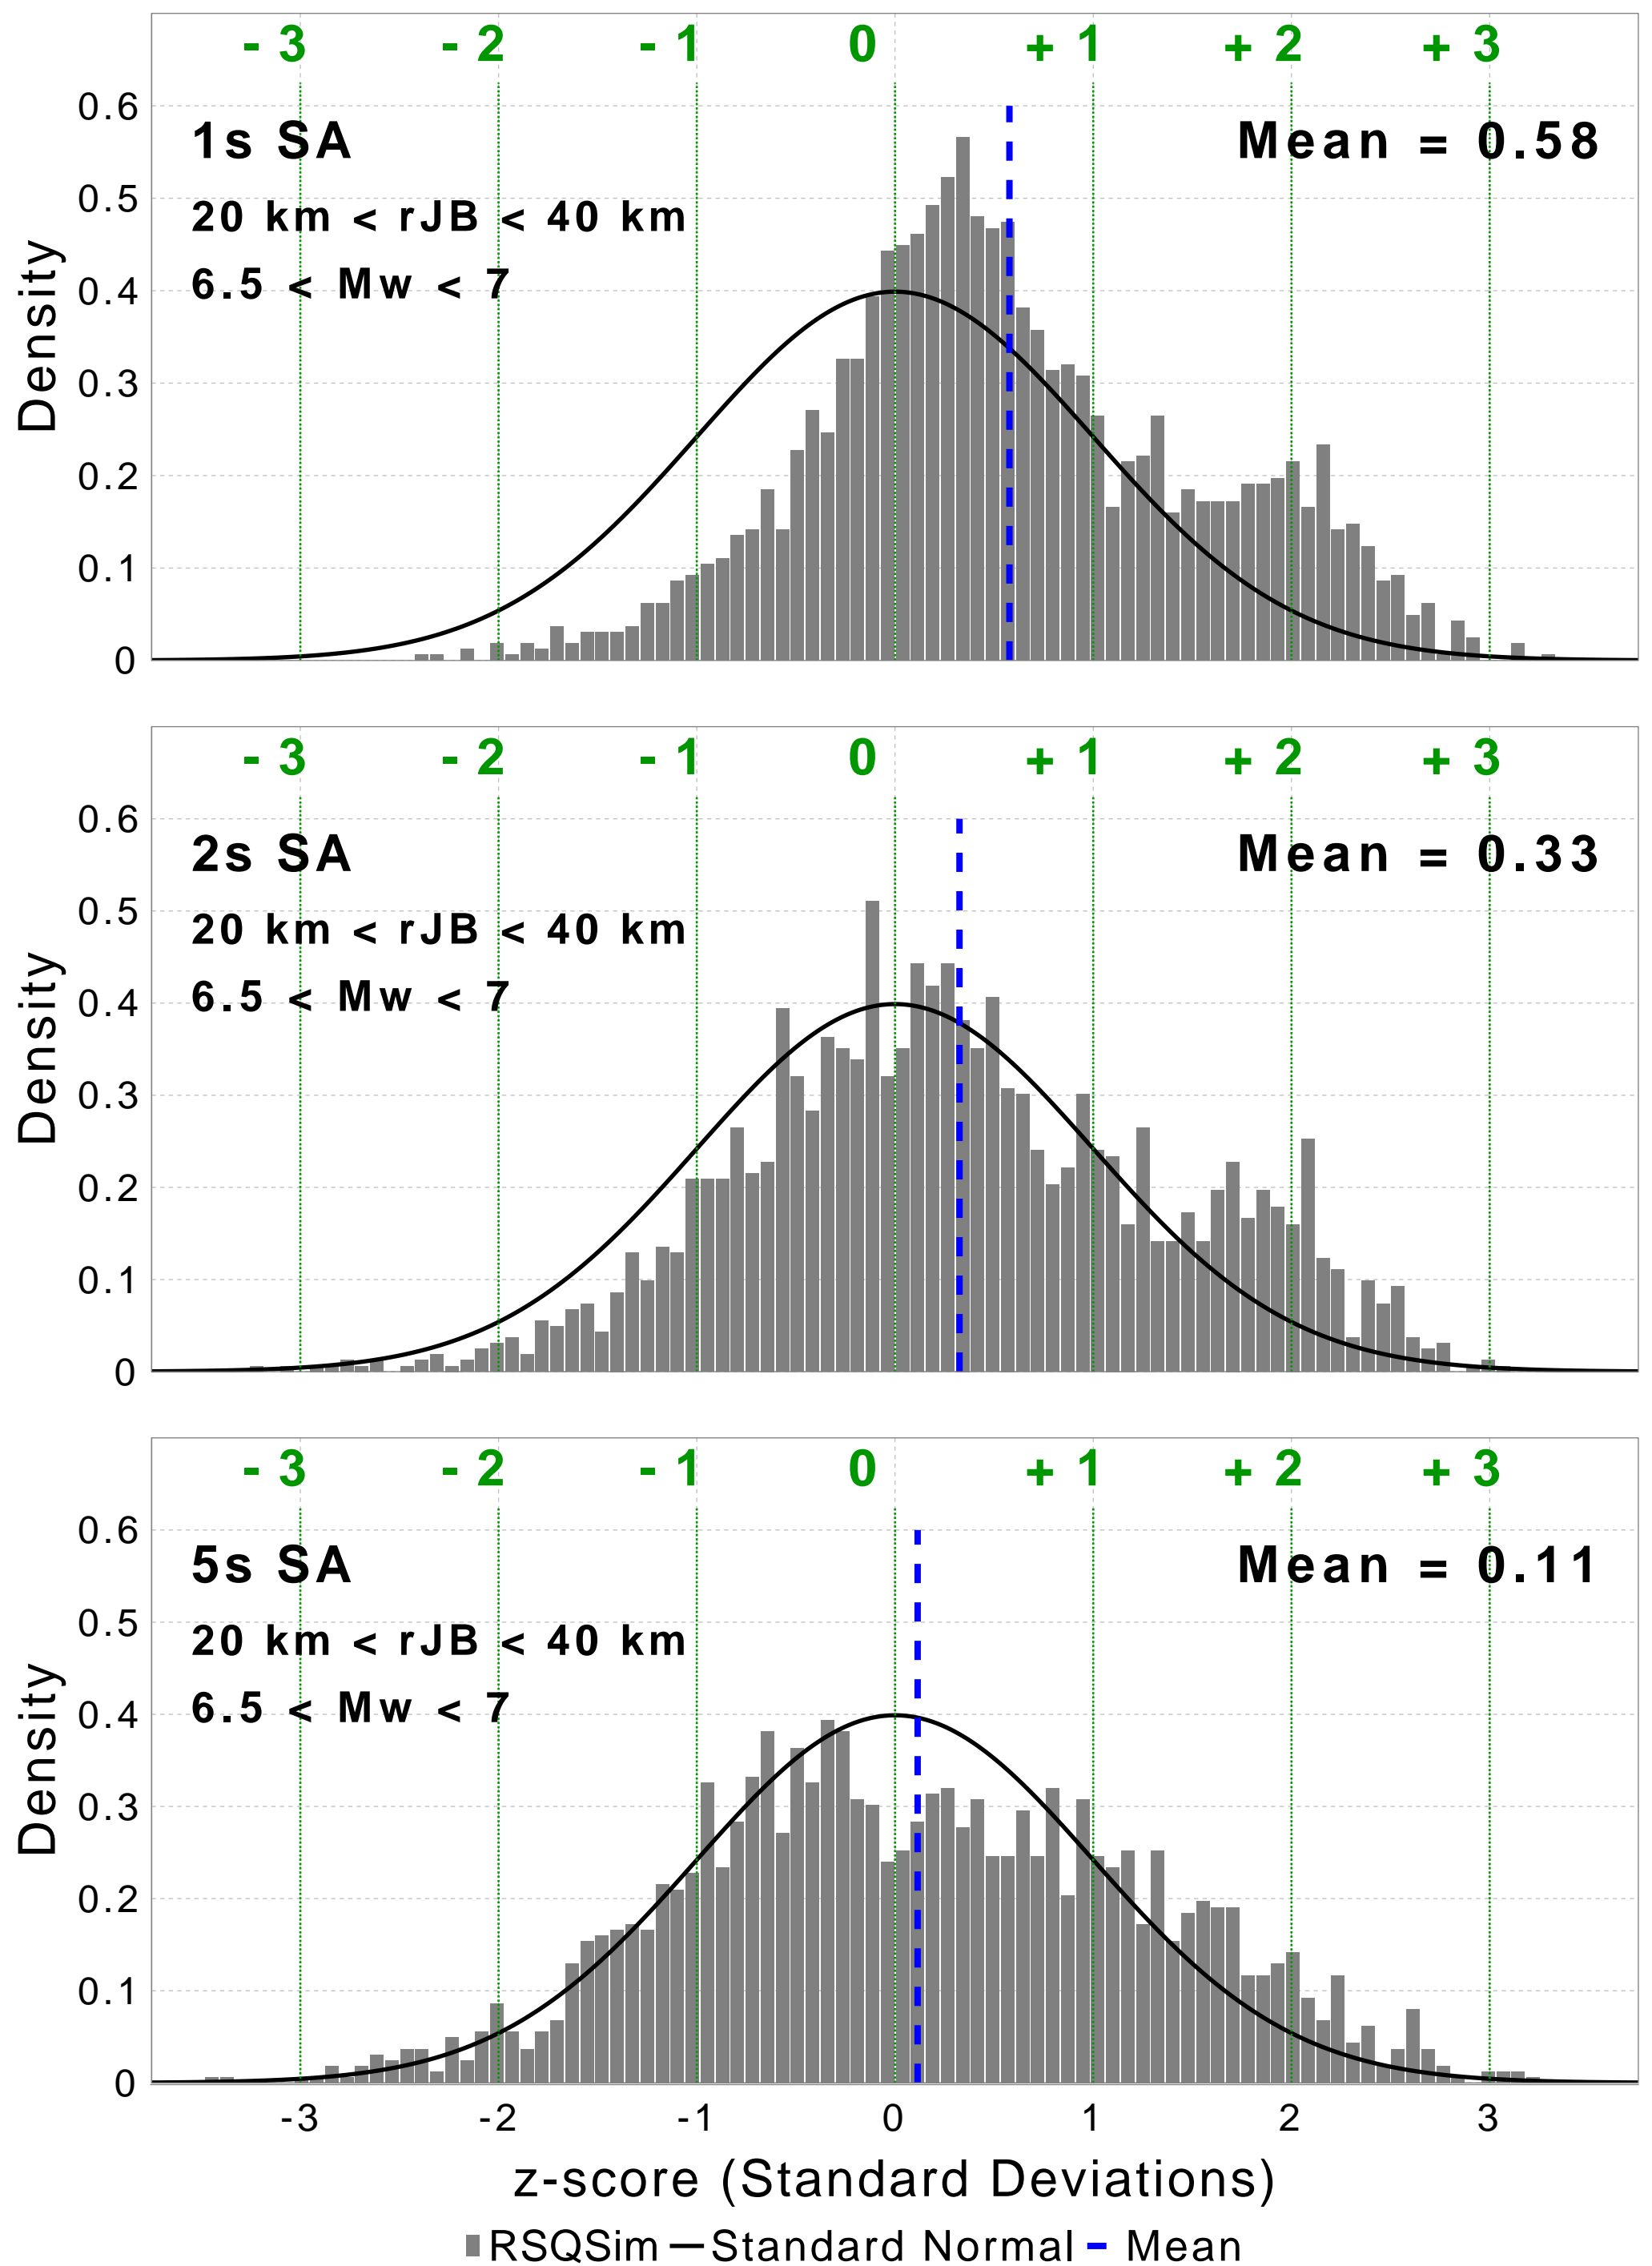 - 3 - 2 - 1 0 + 1 + 2 + 3
0.6
1s SA Mean = 0.58
0.5
20 km < rJB < 40 km
6.5 < Mw < 7
0.4
Density
0.3
0.2
0.1
0
- 3 - 2 - 1 0 + 1 + 2 + 3
0.6
2s SA Mean = 0.33
0.5
20 km < rJB < 40 km
6.5 < Mw < 7
0.4
Density
0.3
0.2
0.1
0
- 3 - 2 - 1 0 + 1 + 2 + 3
0.6
5s SA Mean = 0.11
0.5
20 km < rJB < 40 km
6.5 < Mw < 7
0.4
Density
0.3
0.2
0.1
0
-3 -2 -1 0 1 2 3
z-score (Standard Deviations)
RSQSim Standard Normal Mean